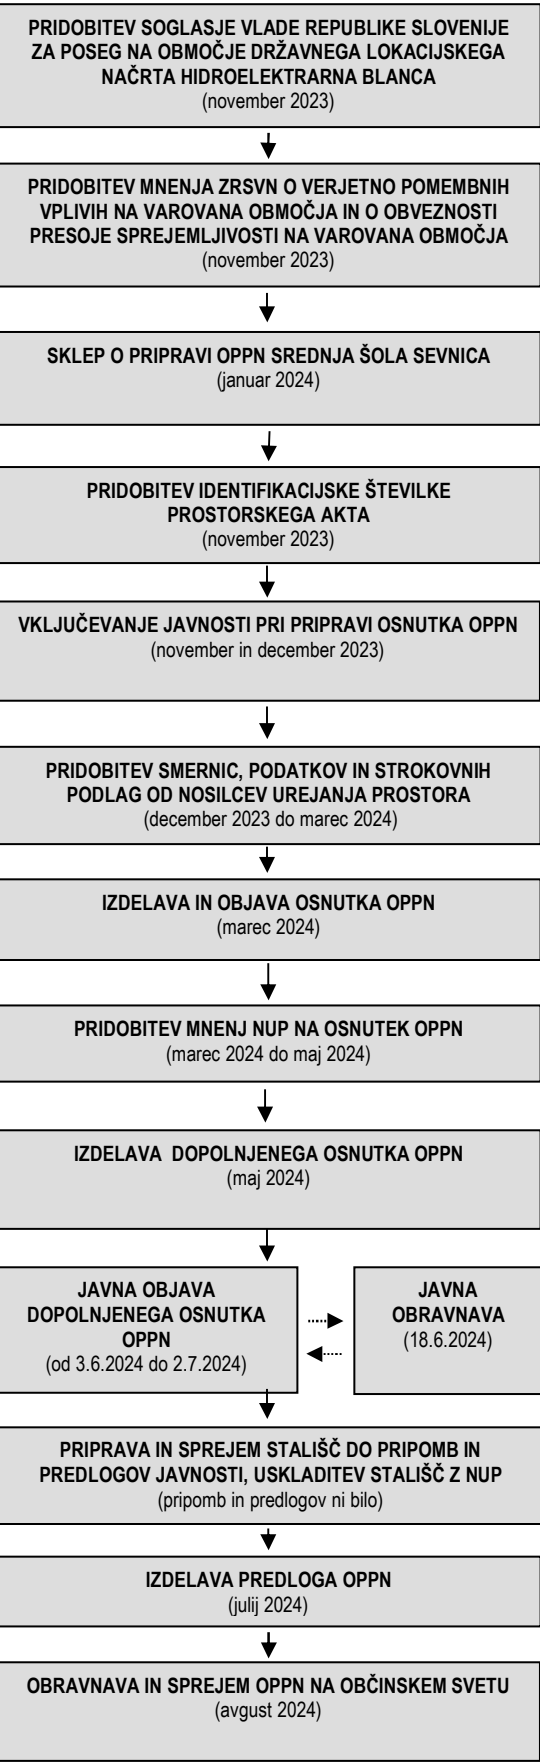 PRIDOBITEV SOGLASJE VLADE REPUBLIKE SLOVENIJE
ZA POSEG NA OBMOČJE DRŽAVNEGA LOKACIJSKEGA
NAČRTA HIDROELEKTRARNA BLANCA
(november 2023)
PRIDOBITEV MNENJA ZRSVN O VERJETNO POMEMBNIH
VPLIVIH NA VAROVANA OBMOČJA IN O OBVEZNOSTI
PRESOJE SPREJEMLJIVOSTI NA VAROVANA OBMOČJA
(november 2023)
SKLEP O PRIPRAVI OPPN SREDNJA ŠOLA SEVNICA
(januar 2024)
PRIDOBITEV IDENTIFIKACIJSKE ŠTEVILKE
PROSTORSKEGA AKTA
(november 2023)
VKLJUČEVANJE JAVNOSTI PRI PRIPRAVI OSNUTKA OPPN
(november in december 2023)
PRIDOBITEV SMERNIC, PODATKOV IN STROKOVNIH
PODLAG OD NOSILCEV UREJANJA PROSTORA
(december 2023 do marec 2024)
IZDELAVA IN OBJAVA OSNUTKA OPPN
(marec 2024)
PRIDOBITEV MNENJ NUP NA OSNUTEK OPPN
(marec 2024 do maj 2024)
IZDELAVA DOPOLNJENEGA OSNUTKA OPPN
(maj 2024)
JAVNA OBJAVA
DOPOLNJENEGA OSNUTKA
OPPN
(od 3.6.2024 do 2.7.2024)
JAVNA
OBRAVNAVA
(18.6.2024)
PRIPRAVA IN SPREJEM STALIŠČ DO PRIPOMB IN
PREDLOGOV JAVNOSTI, USKLADITEV STALIŠČ Z NUP
(pripomb in predlogov ni bilo)
IZDELAVA PREDLOGA OPPN
(julij 2024)
OBRAVNAVA IN SPREJEM OPPN NA OBČINSKEM SVETU
(avgust 2024)